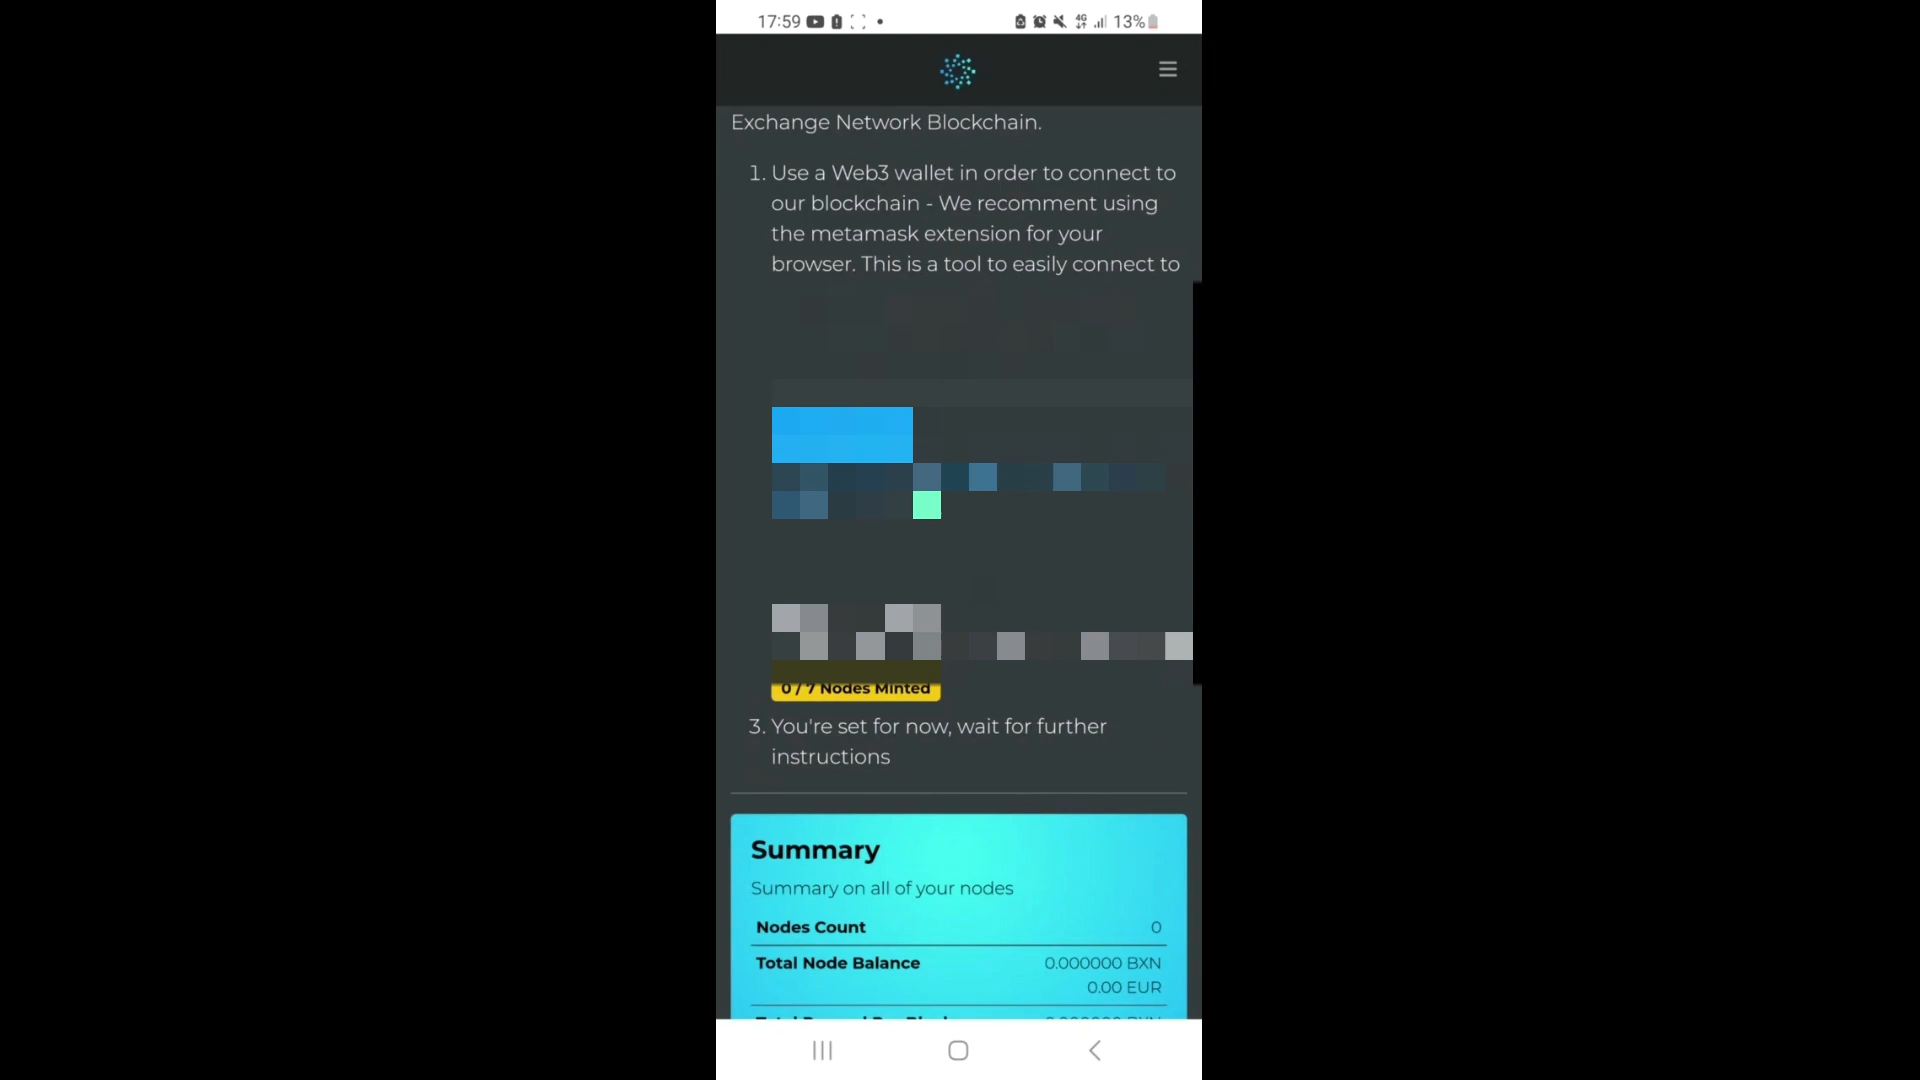 17:59
4G
13%
Exchange Network Blockchain.
1. Use a Web3 wallet in order to connect to
our blockchain - We recomment using
the metamask extension for your
browser. This is a tool to easily connect to
0 / 7 Nodes Minted
3. You're set for now, wait for further
instructions
Summary
Summary on all of your nodes
Nodes Count 0
Total Node Balance 0.000000 BXN
0.00 EUR